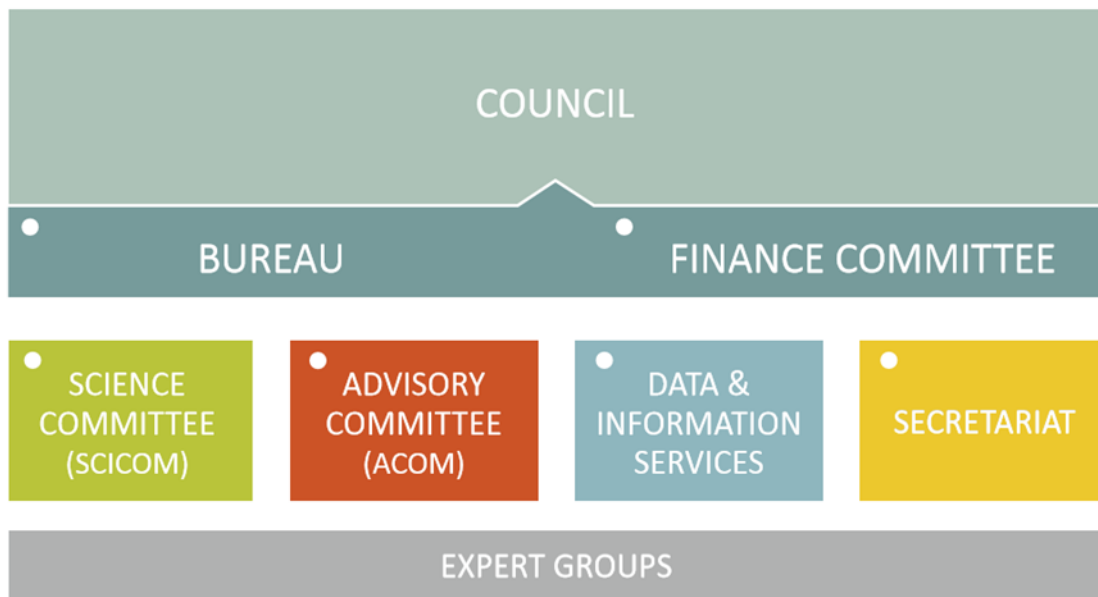 COUNCIL
BUREAU
FINANCE COMMITTEE
SCIENCE
COMMITTEE
(SCICOM)
ADVISORY
COMMITTEE
(ACOM)
DATA &
INFORMATION
SERVICES
SECRETARIAT
EXPERT GROUPS